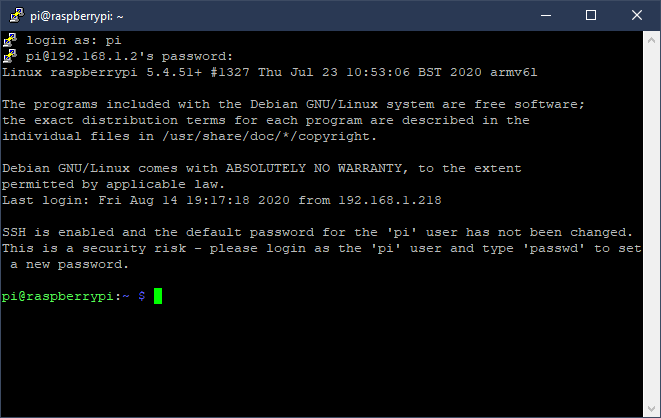 pi@raspberrypi: ~
login as: pi
pi@192.168.1.2's password:
Linux raspberrypi 5.4.51+ #1327 Thu Jul 23 10:53:06 BST 2020 armv6l
The programs included with the Debian GNU/Linux system are free software;
the exact distribution terms for each program are described in the
individual files in /usr/share/doc/*/copyright.
Debian GNU/Linux comes with ABSOLUTELY NO WARRANTY, to the extent
permitted by applicable law.
Last login: Fri Aug 14 19:17:18 2020 from 192.168.1.218
SSH is enabled and the default password for the 'pi' user has not been changed.
This is a security risk - please login as the 'pi' user and type 'passwd' to set
 a new password.
pi@raspberrypi:~ $